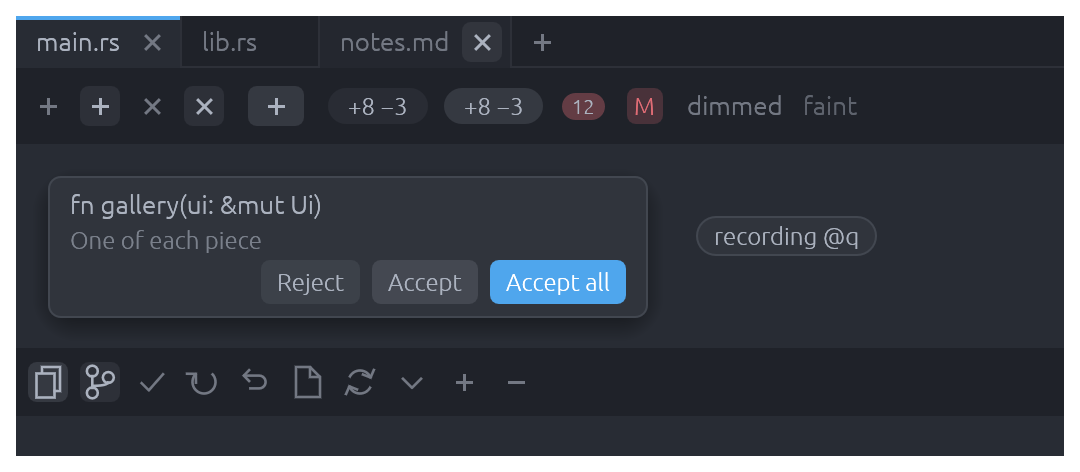 main.rs lib.rs notes.md
+8 −3 +8 −3 12 M dimmed faint
fn gallery(ui: &mut Ui)
One of each piece
Reject Accept Accept all
recording @q